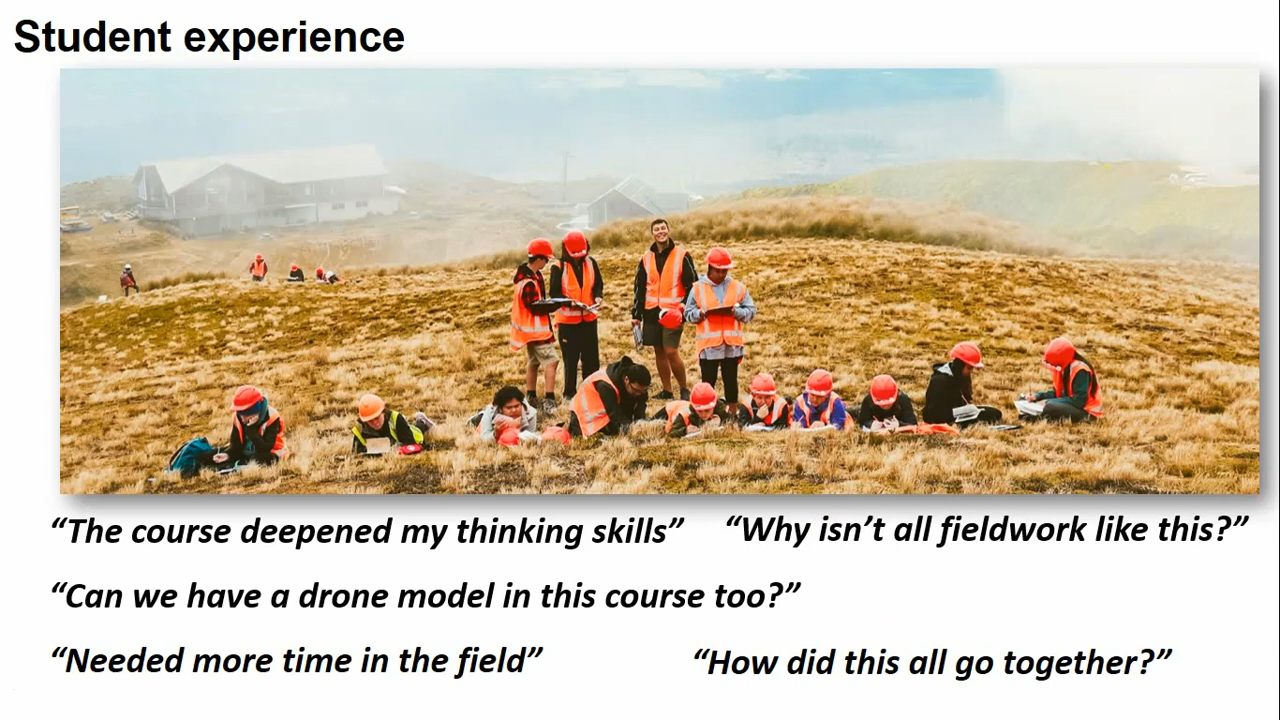 Student experience
“The course deepened my thinking skills” “Why isn’t all fieldwork like this?”
“Can we have a drone model in this course too?”
“Needed more time in the field” “How did this all go together?”